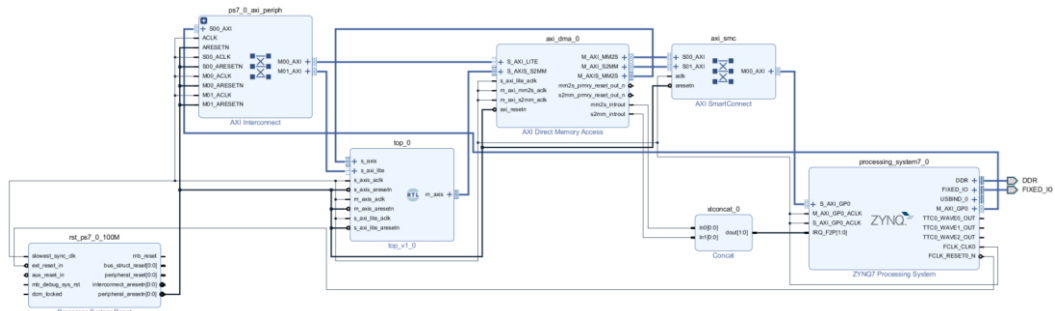 ps7_0_axi_periph
S00_AXI
ACLK
ARESETN
S00_ACLK
S00_ARESETN
M00_ACLK
M00_ARESETN
M01_ACLK
M01_ARESETN
M00_AXI
M01_AXI
AXI Interconnect
axi_dma_0
S_AXI_LITE
S_AXIS_S2MM
s_axi_lite_aclk
m_axi_mm2s_aclk
m_axi_s2mm_aclk
axi_resetn
M_AXI_MM2S
M_AXI_S2MM
M_AXIS_MM2S
mm2s_prmry_reset_out_n
s2mm_prmry_reset_out_n
mm2s_introut
s2mm_introut
AXI Direct Memory Access
axi_smc
S00_AXI
S01_AXI
aclk
aresetn
M00_AXI
AXI SmartConnect
top_0
s_axis
s_axi_lite
s_axis_aclk
s_axis_aresetn
m_axis_aclk
m_axis_aresetn
s_axi_lite_aclk
s_axi_lite_aresetn
RTL
m_axis
top_v1_0
xlconcat_0
In0[0:0]
In1[0:0]
dout[1:0]
Concat
processing_system7_0
S_AXI_GP0
M_AXI_GP0_ACLK
S_AXI_GP0_ACLK
IRQ_F2P[1:0]
ZYNQ
DDR
FIXED_IO
USBIND_0
M_AXI_GP0
TTC0_WAVE0_OUT
TTC0_WAVE1_OUT
TTC0_WAVE2_OUT
FCLK_CLK0
FCLK_RESET0_N
ZYNQ7 Processing System
DDR
FIXED_IO
rst_ps7_0_100M
slowest_sync_clk
ext_reset_in
aux_reset_in
mb_debug_sys_rst
dcm_locked
mb_reset
bus_struct_reset[0:0]
peripheral_reset[0:0]
interconnect_aresetn[0:0]
peripheral_aresetn[0:0]